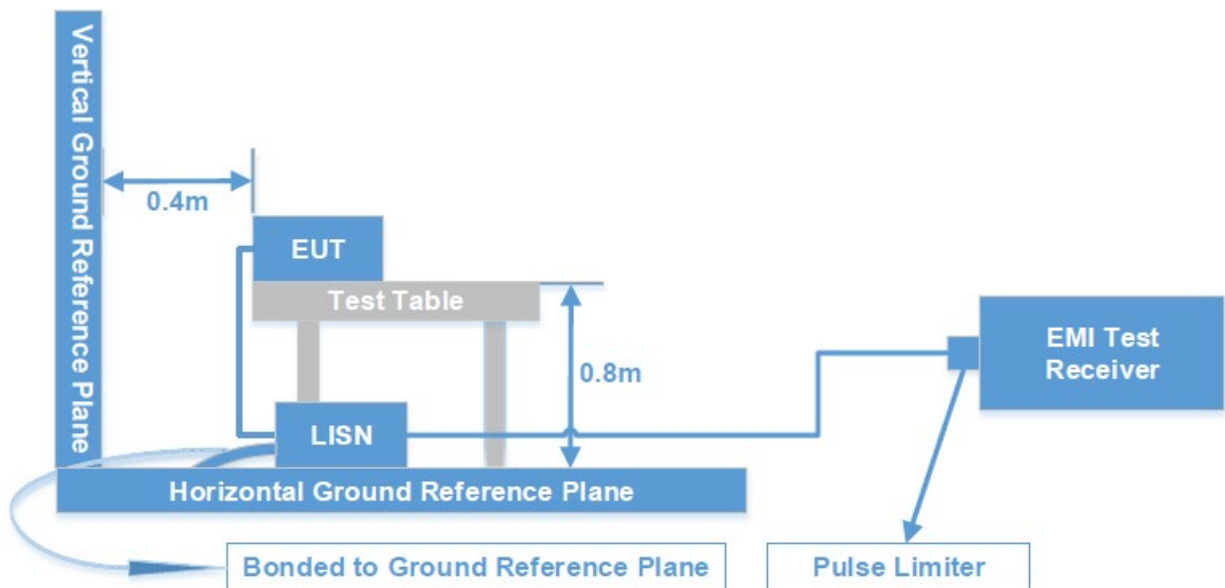 Vertical Ground Reference Plane
0.4m
EUT
Test Table
0.8m
EMI Test
Receiver
LISN
Horizontal Ground Reference Plane
Bonded to Ground Reference Plane
Pulse Limiter